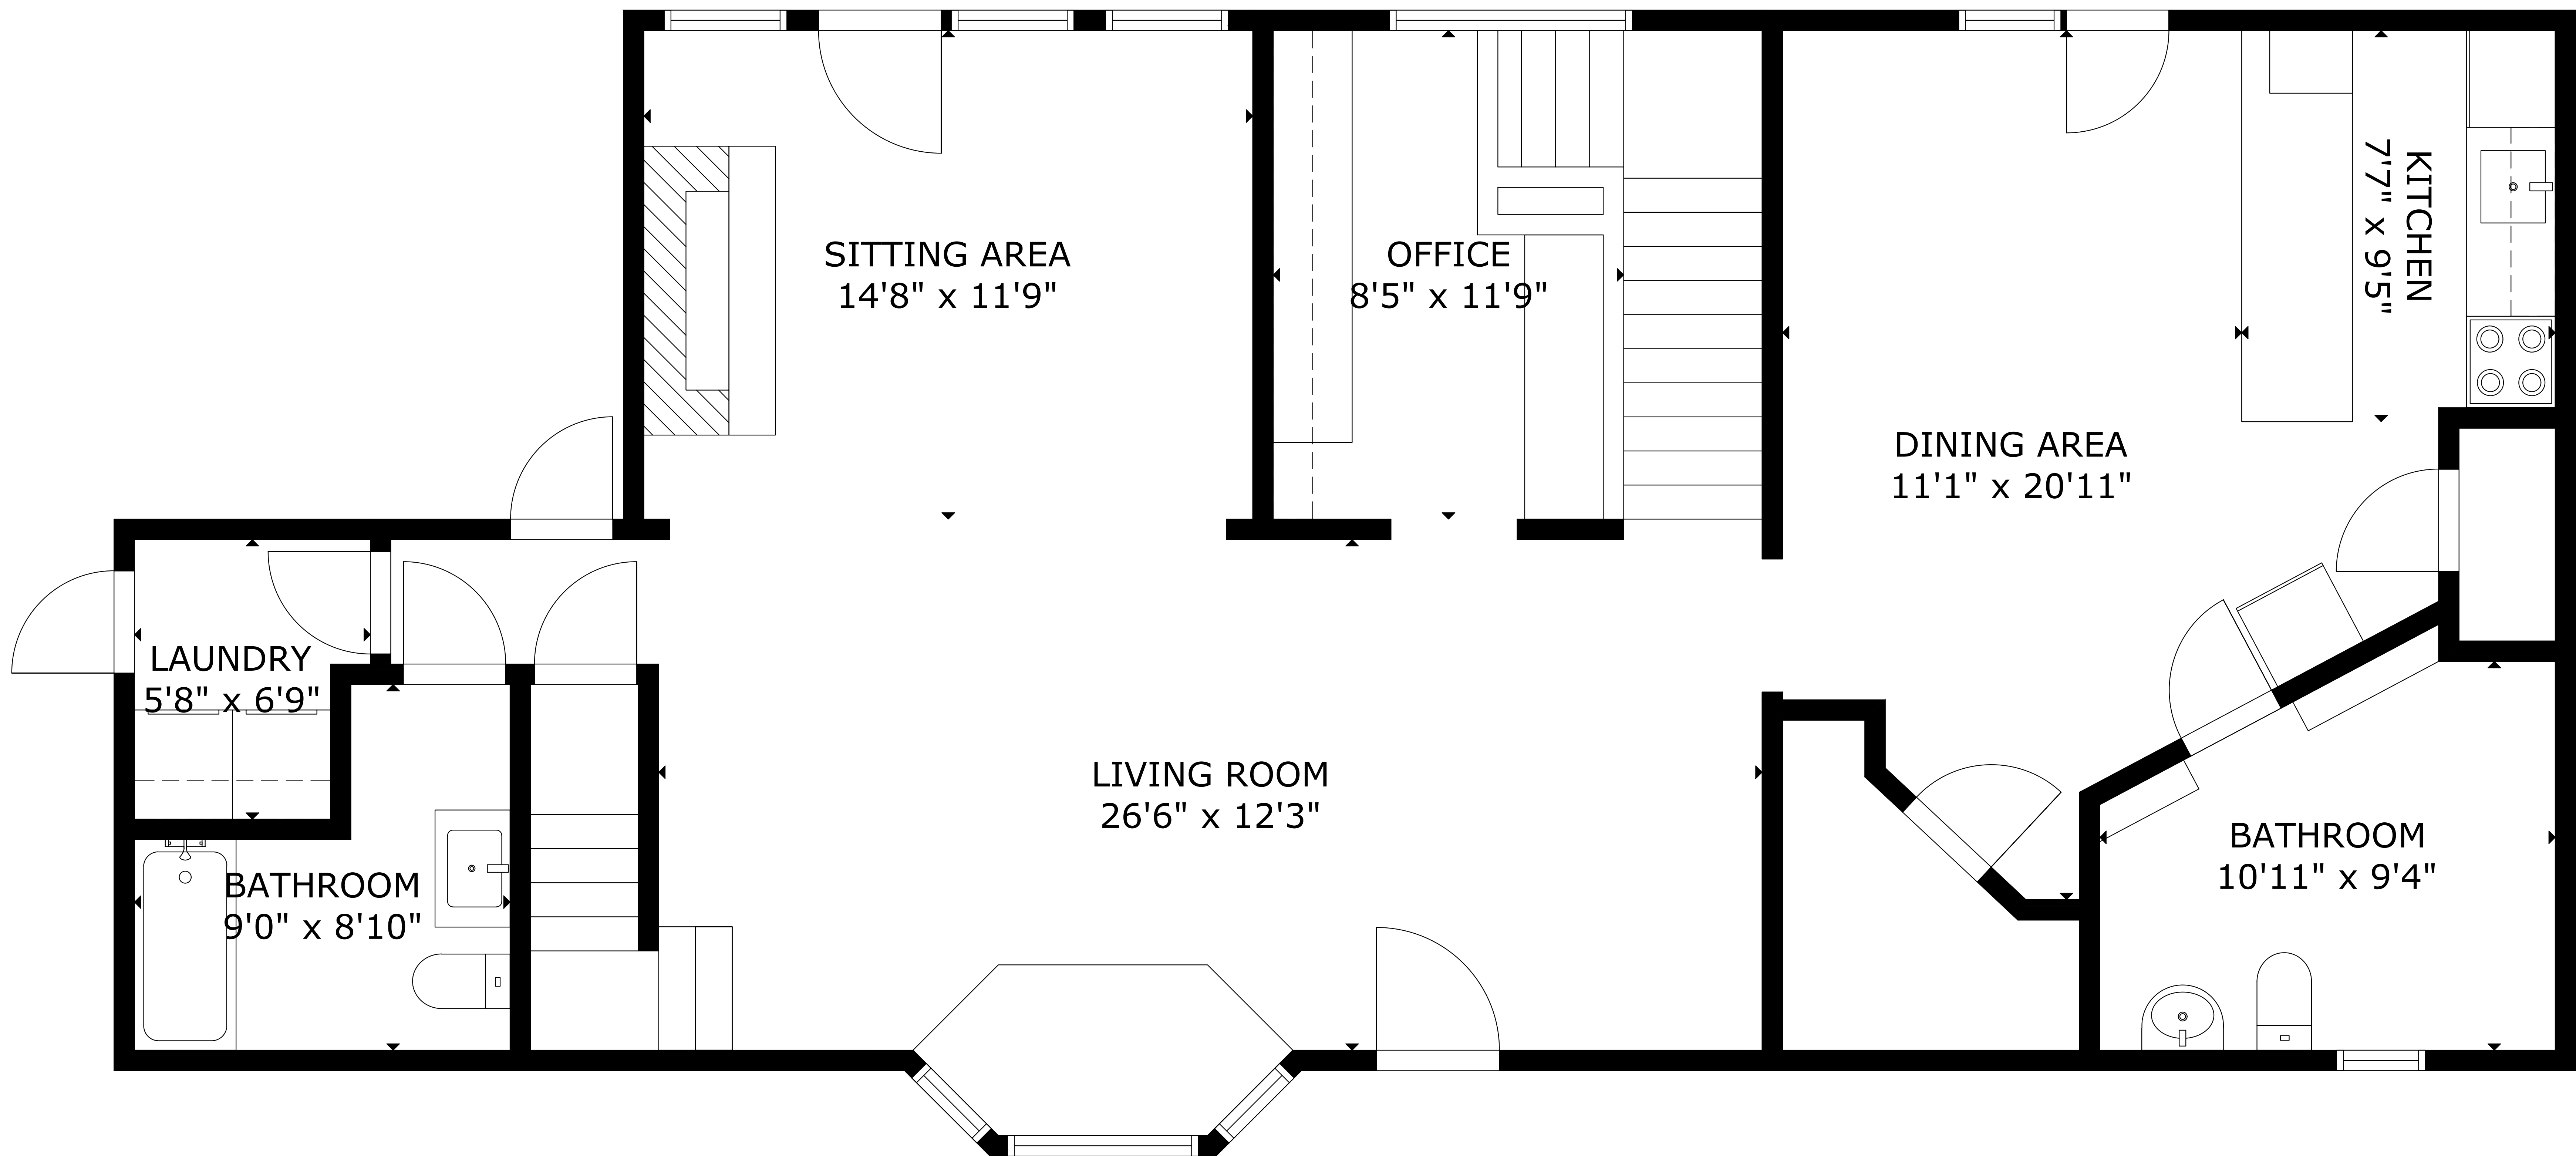 SITTING AREA
14'8" x 11'9"
OFFICE
8'5" x 11'9"
KITCHEN
7'7" x 9'5"
DINING AREA
11'1" x 20'11"
LAUNDRY
5'8" x 6'9"
LIVING ROOM
26'6" x 12'3"
BATHROOM
10'11" x 9'4"
BATHROOM
9'0" x 8'10"